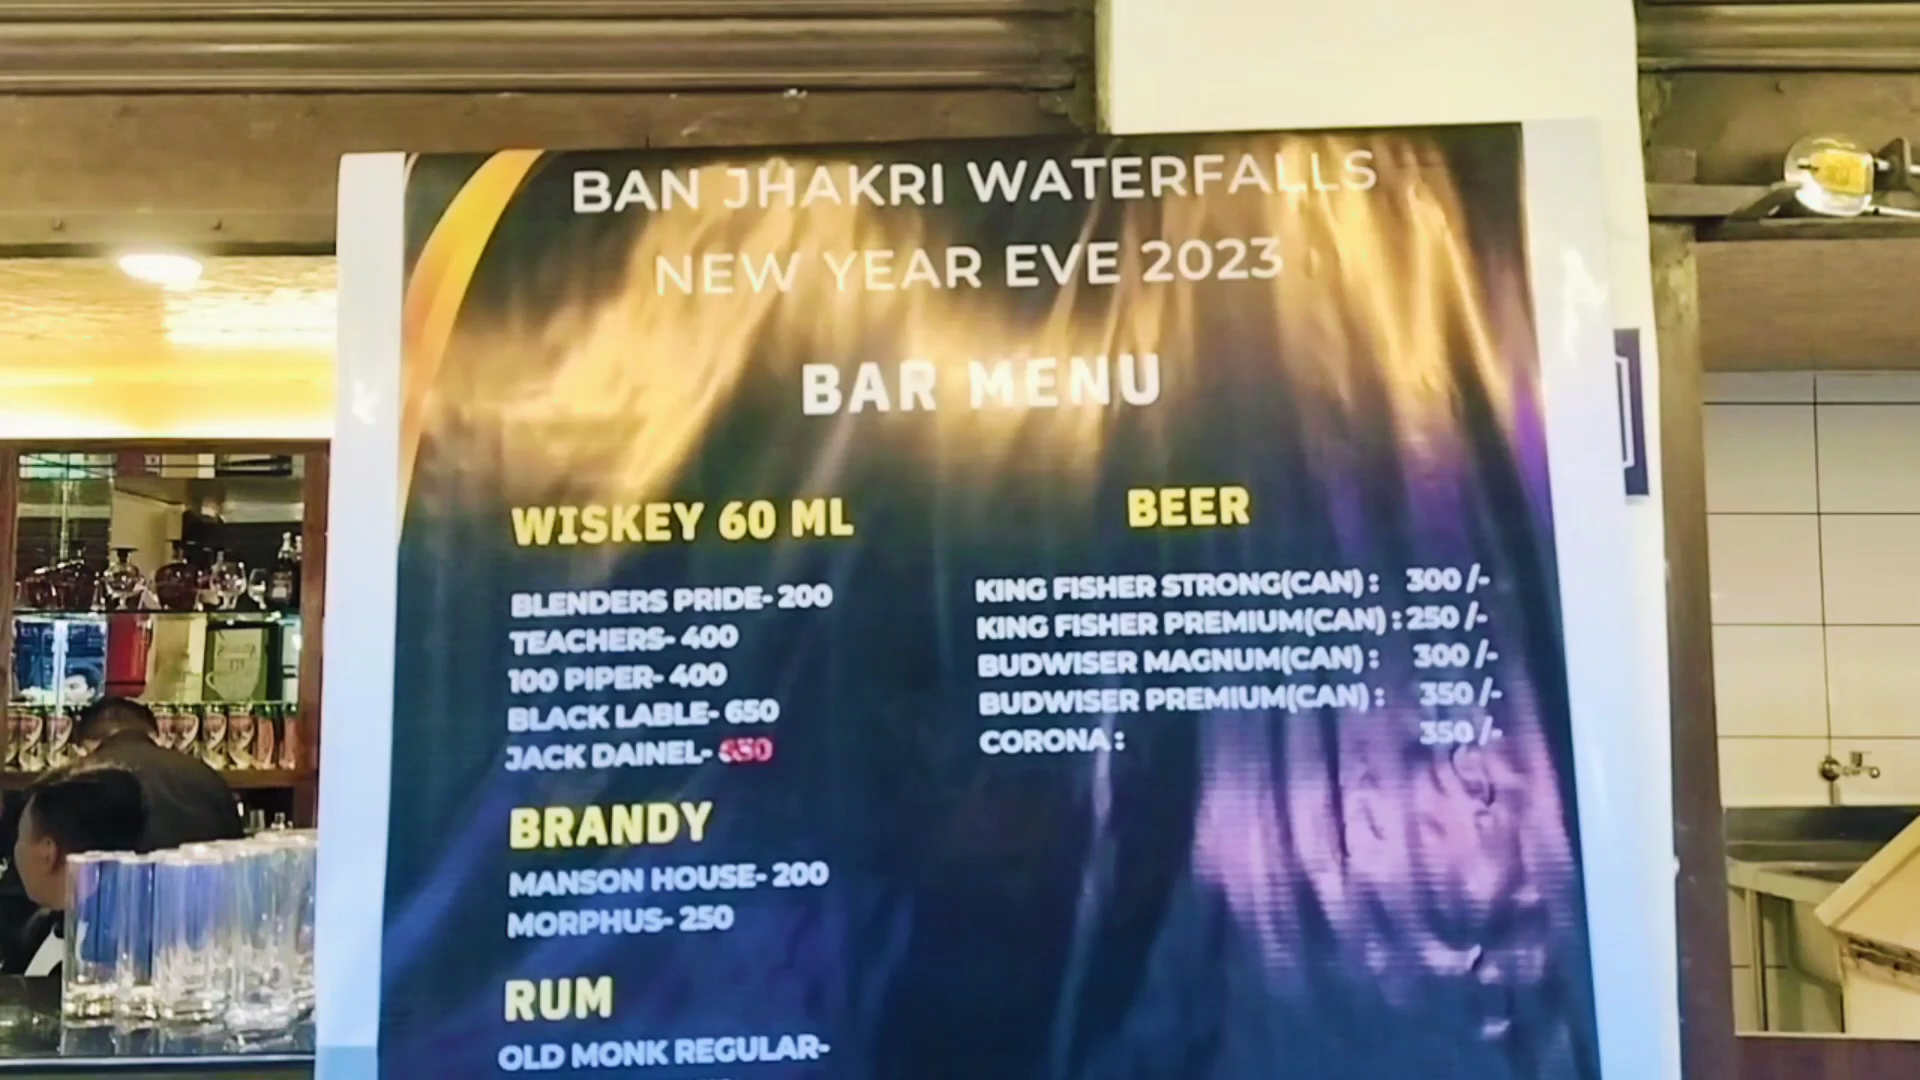 BAN JHAKRI WATERFALLS
NEW YEAR EVE 2023
BAR MENU
WISKEY 60 ML
BLENDERS PRIDE- 200
TEACHERS- 400
100 PIPER- 400
BLACK LABLE- 650
JACK DAINEL-
BRANDY
MANSON HOUSE- 200
MORPHUS- 250
RUM
OLD MONK REGULAR-
BEER
KING FISHER STRONG(CAN) : 300 /-
KING FISHER PREMIUM(CAN) : 250 /-
BUDWISER MAGNUM(CAN) : 300 /-
BUDWISER PREMIUM(CAN) : 350 /-
CORONA : 350 /-